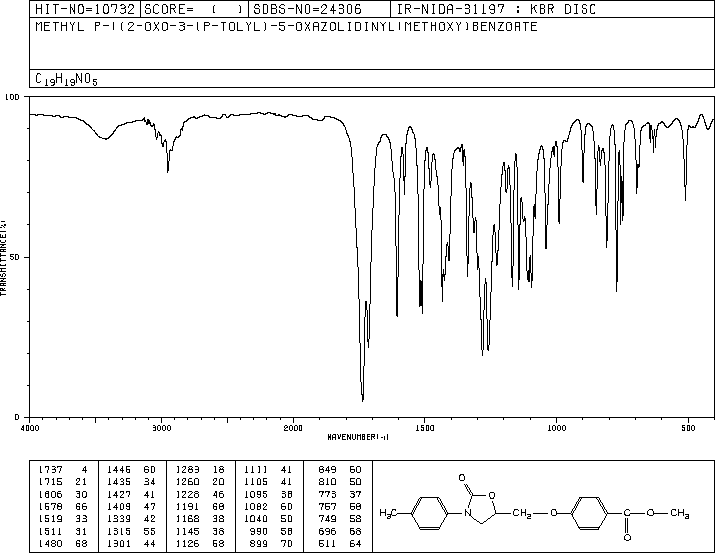 HIT-NO=10732 SCORE= ( ) SDBS-NO=24306 IR-NIDA-31197 : KBR DISC
METHYL P-((2-OXO-3-(P-TOLYL)-5-OXAZOLIDINYL)METHOXY)BENZOATE
C19H19NO5
100
50
0
TRANSMITTANCE(%)
4000 3000 2000 1500 1000 500
WAVENUMBER(-1)
1737 4 1446 60 1283 18 1111 41 849 60
1715 21 1435 34 1260 20 1105 41 810 50
1606 30 1427 41 1228 46 1095 38 773 37
1578 66 1409 47 1191 68 1082 60 757 58
1519 33 1339 42 1168 38 1040 50 749 58
1511 31 1315 55 1145 38 990 58 696 68
1480 68 1301 44 1126 58 899 70 511 64
O
H3C N O CH2 O C O CH3
O